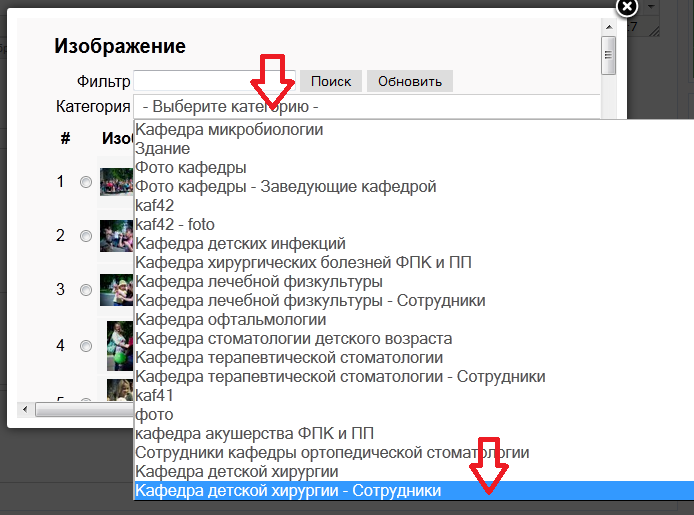 Изображение
Фильтр Поиск Обновить
Категория - Выберите категорию -
# Изоб
Кафедра микробиологии
Здание
Фото кафедры
1
Фото кафедры - Заведующие кафедрой
kaf42
kaf42 - foto
2
Кафедра детских инфекций
Кафедра хирургических болезней ФПК и ПП
Кафедра лечебной физкультуры
3
Кафедра лечебной физкультуры - Сотрудники
Кафедра офтальмологии
Кафедра стоматологии детского возраста
4
Кафедра терапевтической стоматологии
Кафедра терапевтической стоматологии - Сотрудники
kaf41
5
фото
кафедра акушерства ФПК и ПП
Сотрудники кафедры ортопедической стоматологии
Кафедра детской хирургии
Кафедра детской хирургии - Сотрудники